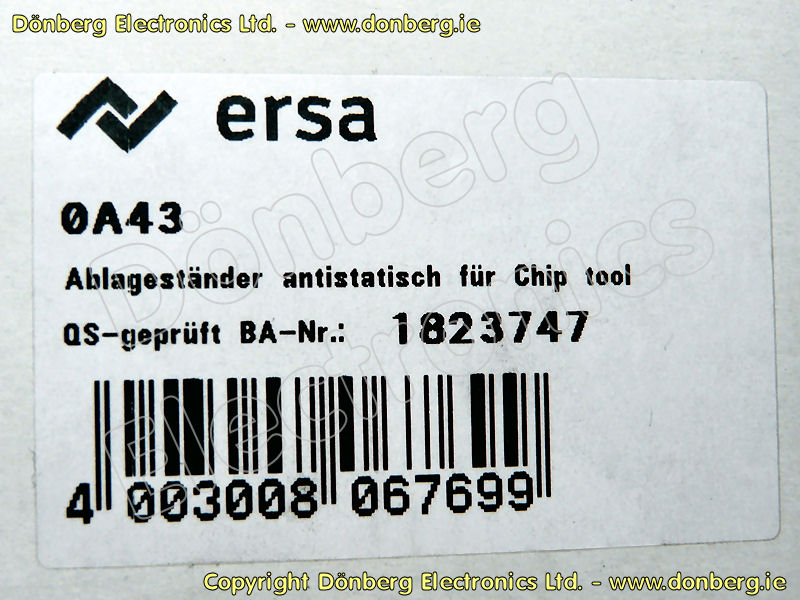 Dönberg Electronics Ltd. - www.donberg.ie
ersa
0A43
Ablageständer antistatisch für Chip tool
QS-geprüft BA-Nr.: 1823747
4 003008 067699
Dönberg
Electronics
Copyright Dönberg Electronics Ltd. - www.donberg.ie